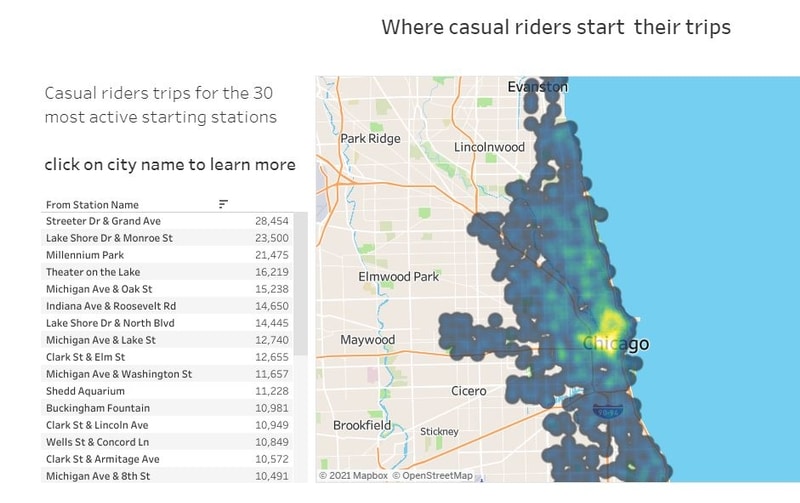 Where casual riders start  their trips
Casual riders trips for the 30
most active starting stations
click on city name to learn more
From Station Name
Streeter Dr & Grand Ave 28,454
Lake Shore Dr & Monroe St 23,500
Millennium Park 21,475
Theater on the Lake 16,219
Michigan Ave & Oak St 15,238
Indiana Ave & Roosevelt Rd 14,650
Lake Shore Dr & North Blvd 14,445
Michigan Ave & Lake St 12,740
Clark St & Elm St 12,655
Michigan Ave & Washington St 11,657
Shedd Aquarium 11,228
Buckingham Fountain 10,981
Clark St & Lincoln Ave 10,949
Wells St & Concord Ln 10,849
Clark St & Armitage Ave 10,572
Michigan Ave & 8th St 10,491
Evanston
Park Ridge
Lincolnwood
Elmwood Park
Maywood
Chicago
Cicero
Brookfield
Stickney
© 2021 Mapbox © OpenStreetMap